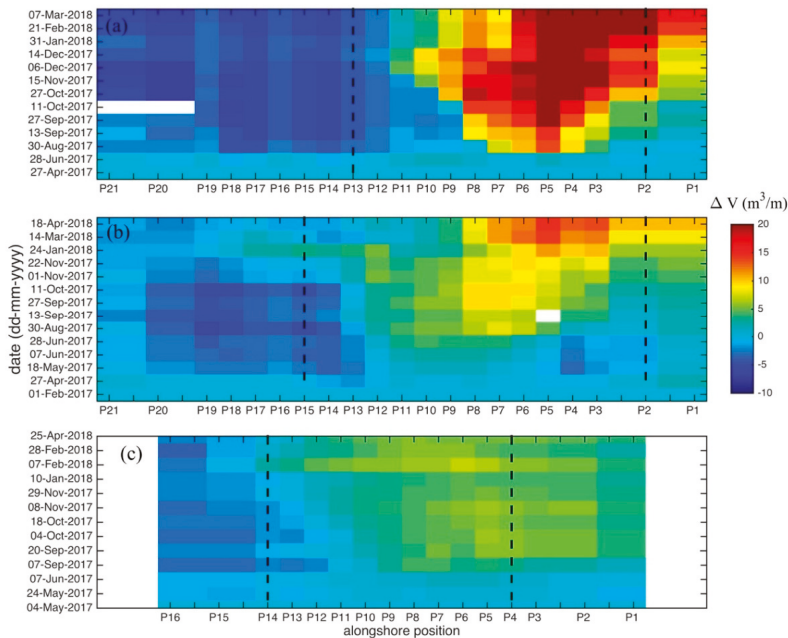 07-Mar-2018
21-Feb-2018
31-Jan-2018
14-Dec-2017
06-Dec-2017
15-Nov-2017
27-Oct-2017
11-Oct-2017
27-Sep-2017
13-Sep-2017
30-Aug-2017
28-Jun-2017
27-Apr-2017
(a)
P21 P20 P19 P18 P17 P16 P15 P14 P13 P12 P11 P10 P9 P8 P7 P6 P5 P4 P3 P2 P1
date (dd-mm-yyyy)
18-Apr-2018
14-Mar-2018
24-Jan-2018
22-Nov-2017
01-Nov-2017
11-Oct-2017
27-Sep-2017
13-Sep-2017
30-Aug-2017
28-Jun-2017
07-Jun-2017
18-May-2017
27-Apr-2017
01-Feb-2017
(b)
P21 P20 P19 P18 P17 P16 P15 P14 P13 P12 P11 P10 P9 P8 P7 P6 P5 P4 P3 P2 P1
Δ V (m³/m)
20
15
10
5
0
-5
-10
25-Apr-2018
28-Feb-2018
07-Feb-2018
10-Jan-2018
29-Nov-2017
08-Nov-2017
18-Oct-2017
04-Oct-2017
20-Sep-2017
07-Sep-2017
07-Jun-2017
24-May-2017
04-May-2017
(c)
P16 P15 P14 P13 P12 P11 P10 P9 P8 P7 P6 P5 P4 P3 P2 P1
alongshore position